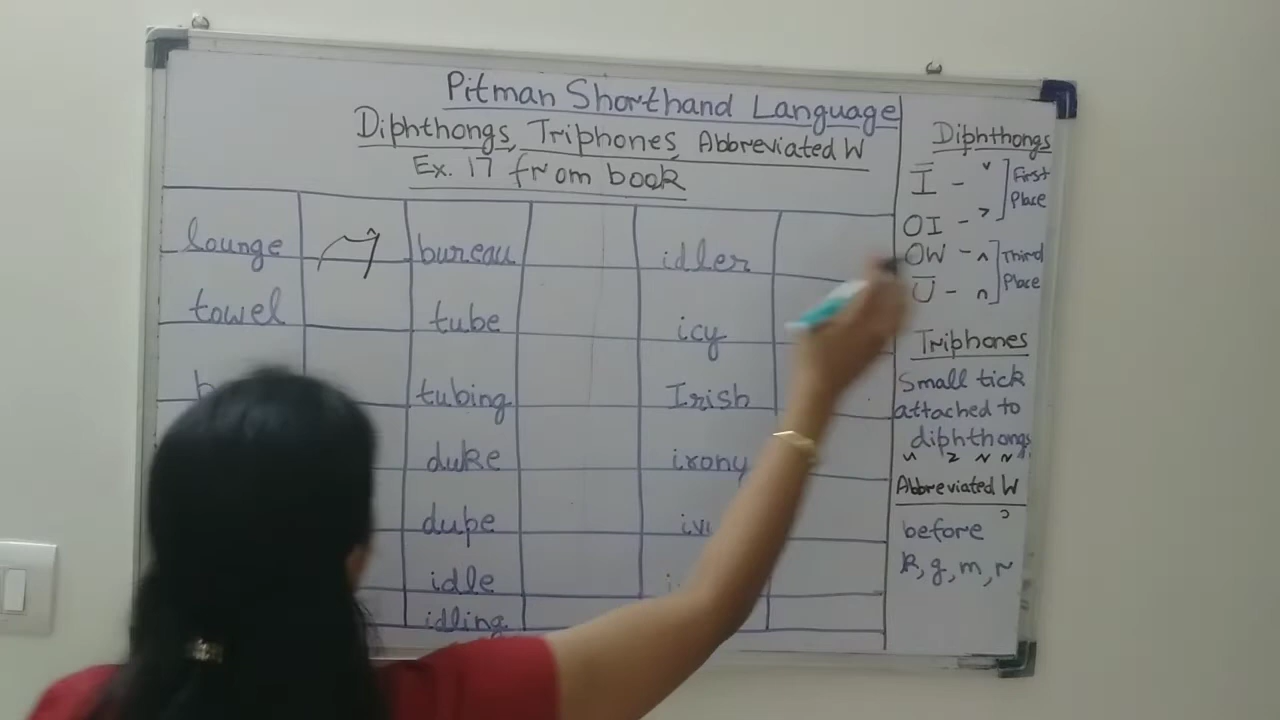 Pitman Shorthand Language
Diphthongs, Triphones, Abbreviated W
Ex. 17 from book
lounge bureau idler
towel tube icy
tubing Irish
duke irony
dupe
idle
idling
Diphthongs
Ī - First
OI - Place
OW - Third
Ū - Place
Triphones
Small tick
attached to
diphthongs
Abbreviated W
before
k, g, m, r